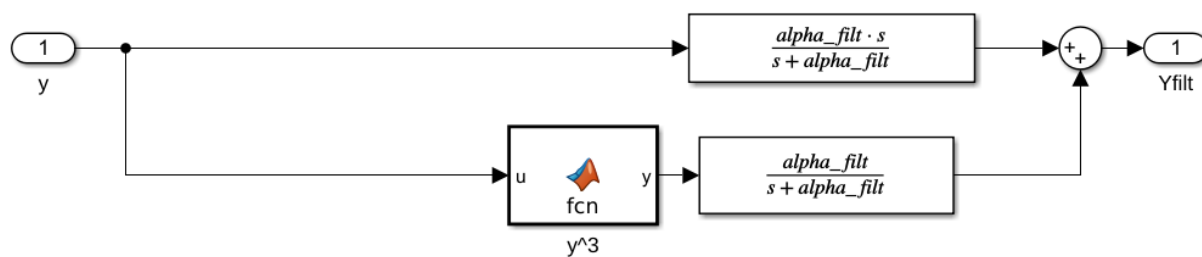 1
y
alpha_filt · s
s + alpha_filt
+
+
1
Yfilt
u
fcn
y
y^3
alpha_filt
s + alpha_filt